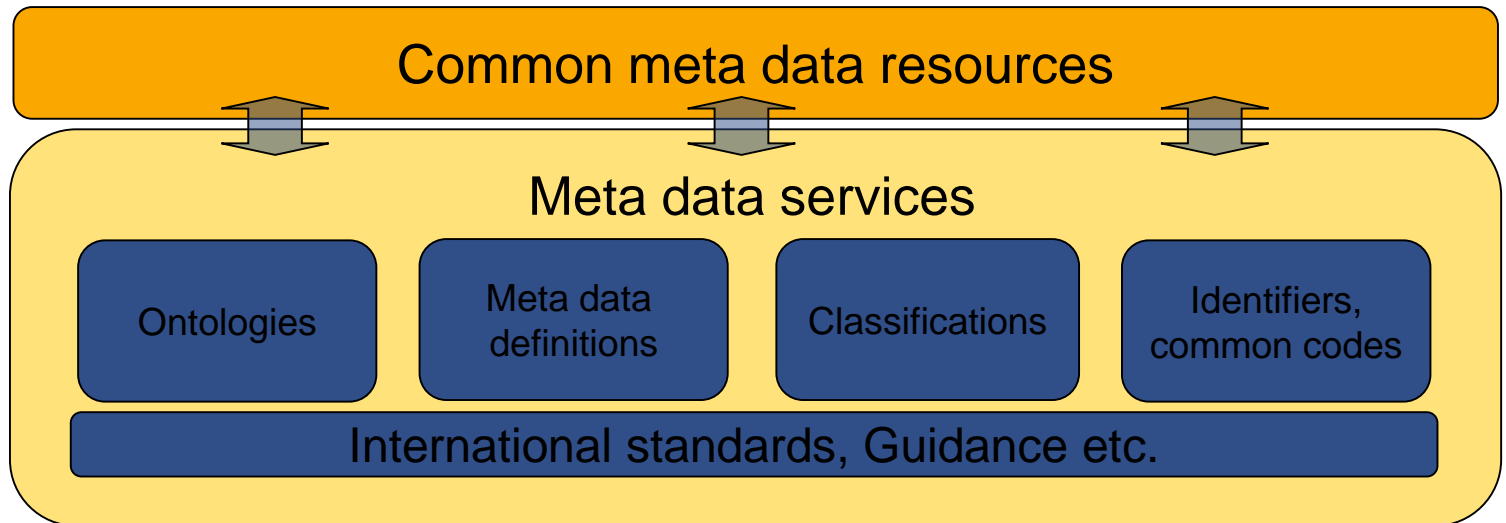 Common meta data resources
Meta data services
Ontologies
Meta data
definitions
Classifications
Identifiers,
common codes
International standards, Guidance etc.